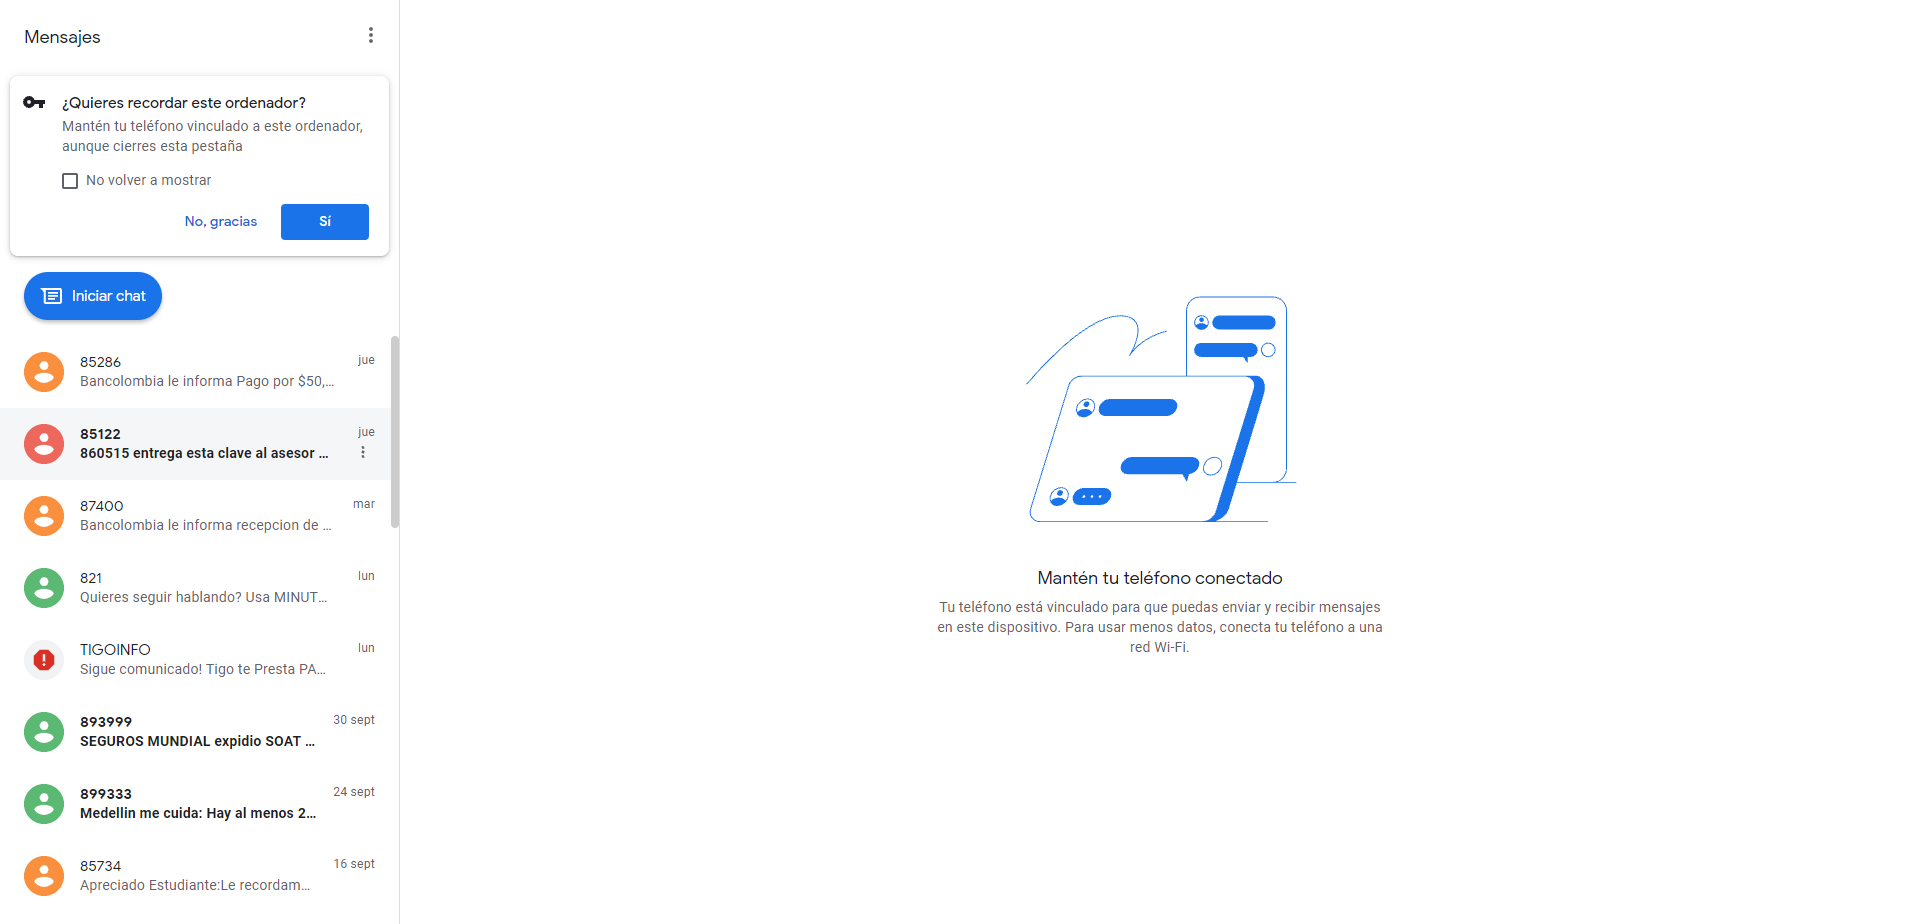 Mensajes
¿Quieres recordar este ordenador?
Mantén tu teléfono vinculado a este ordenador,
aunque cierres esta pestaña
No volver a mostrar
No, gracias
Sí
Iniciar chat
85286
jue
Bancolombia le informa Pago por $50,...
85122
jue
860515 entrega esta clave al asesor ...
87400
mar
Bancolombia le informa recepcion de ...
821
lun
Quieres seguir hablando? Usa MINUT...
TIGOINFO
lun
Sigue comunicado! Tigo te Presta PA...
893999
30 sept
SEGUROS MUNDIAL expidio SOAT ...
899333
24 sept
Medellin me cuida: Hay al menos 2...
85734
16 sept
Apreciado Estudiante:Le recordam...
Mantén tu teléfono conectado
Tu teléfono está vinculado para que puedas enviar y recibir mensajes
en este dispositivo. Para usar menos datos, conecta tu teléfono a una
red Wi-Fi.